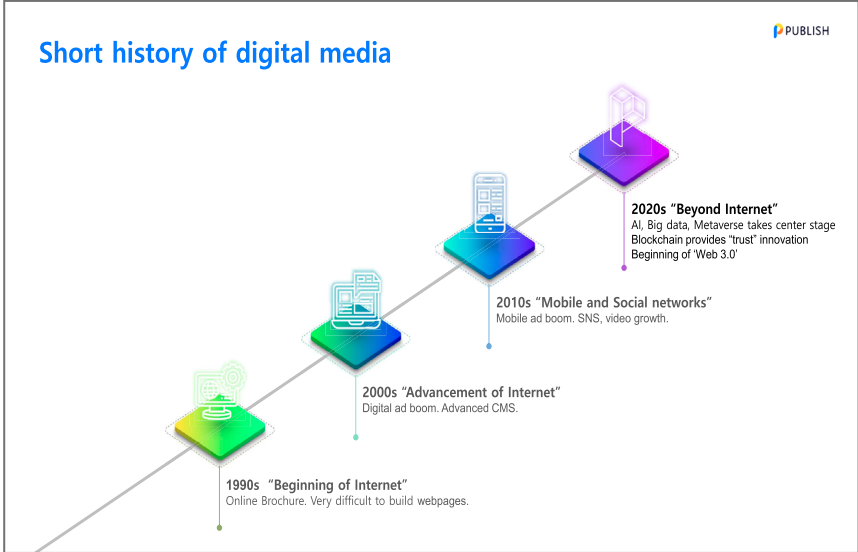 Short history of digital media
PUBLISH
2020s “Beyond Internet”
AI, Big data, Metaverse takes center stage
Blockchain provides “trust” innovation
Beginning of ‘Web 3.0’
2010s “Mobile and Social networks”
Mobile ad boom. SNS, video growth.
2000s “Advancement of Internet”
Digital ad boom. Advanced CMS.
1990s “Beginning of Internet”
Online Brochure. Very difficult to build webpages.